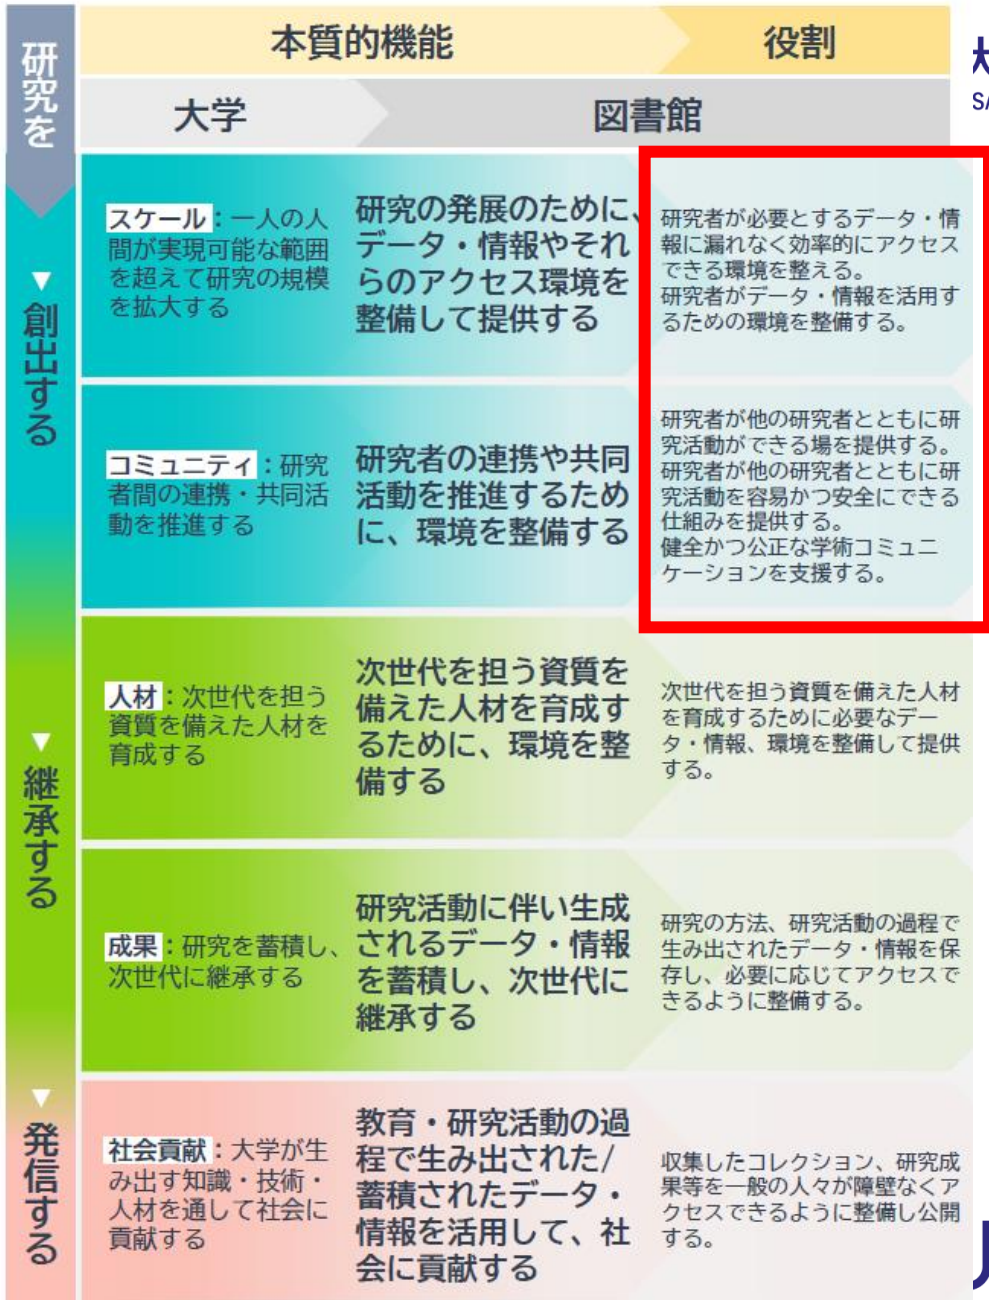 研究を
本質的機能
役割
大学
図書館
SA
▼創出する
スケール：一人の人
間が実現可能な範囲
を超えて研究の規模
を拡大する
研究の発展のために、
データ・情報やそれ
らのアクセス環境を
整備して提供する
研究者が必要とするデータ・情
報に漏れなく効率的にアクセス
できる環境を整える。
研究者がデータ・情報を活用す
るための環境を整備する。
コミュニティ：研究
者間の連携・共同活
動を推進する
研究者の連携や共同
活動を推進するため
に、環境を整備する
研究者が他の研究者とともに研
究活動ができる場を提供する。
研究者が他の研究者とともに研
究活動を容易かつ安全にできる
仕組みを提供する。
健全かつ公正な学術コミュニ
ケーションを支援する。
▼継承する
人材：次世代を担う
資質を備えた人材を
育成する
次世代を担う資質を
備えた人材を育成す
るために、環境を整
備する
次世代を担う資質を備えた人材
を育成するために必要なデー
タ・情報、環境を整備して提供
する。
成果：研究を蓄積し、
次世代に継承する
研究活動に伴い生成
されるデータ・情報
を蓄積し、次世代に
継承する
研究の方法、研究活動の過程で
生み出されたデータ・情報を保
存し、必要に応じてアクセスで
きるように整備する。
▼発信する
社会貢献：大学が生
み出す知識・技術・
人材を通して社会に
貢献する
教育・研究活動の過
程で生み出された/
蓄積されたデータ・
情報を活用して、社
会に貢献する
収集したコレクション、研究成
果等を一般の人々が障壁なくア
クセスできるように整備し公開
する。